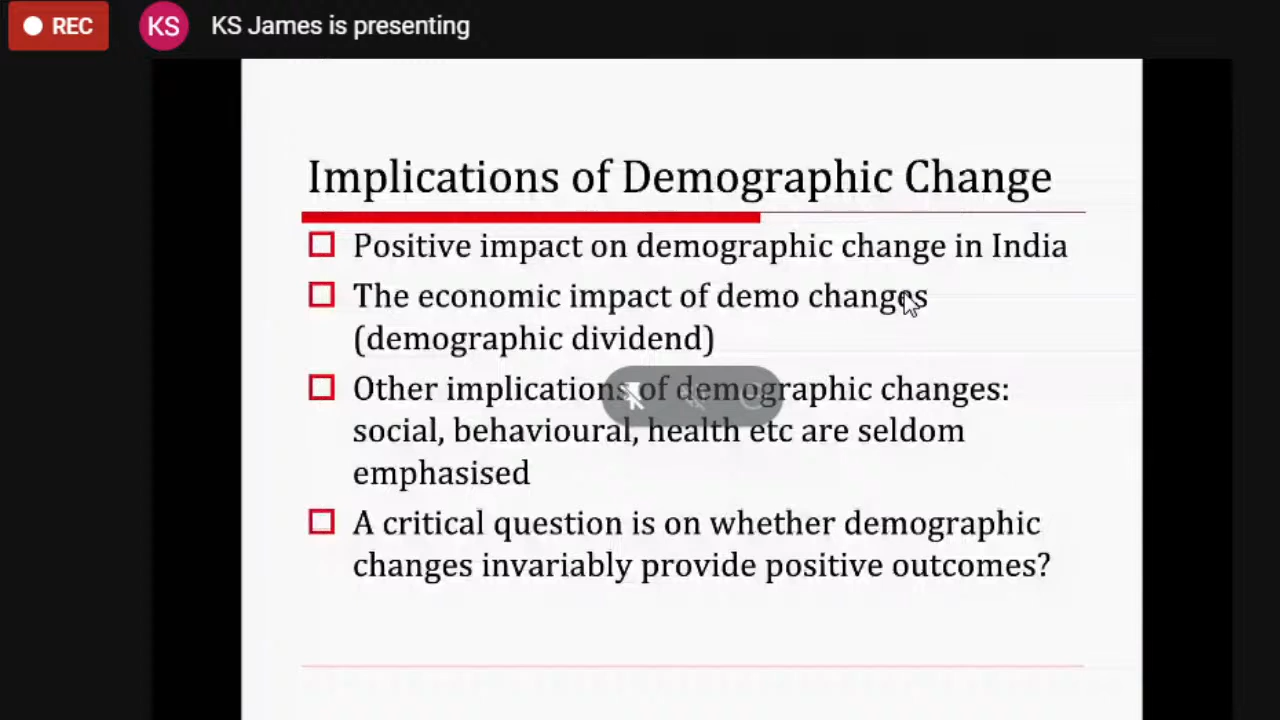 REC
KS
KS James is presenting
Implications of Demographic Change
Positive impact on demographic change in India
The economic impact of demo changes
(demographic dividend)
Other implications of demographic changes:
social, behavioural, health etc are seldom
emphasised
A critical question is on whether demographic
changes invariably provide positive outcomes?